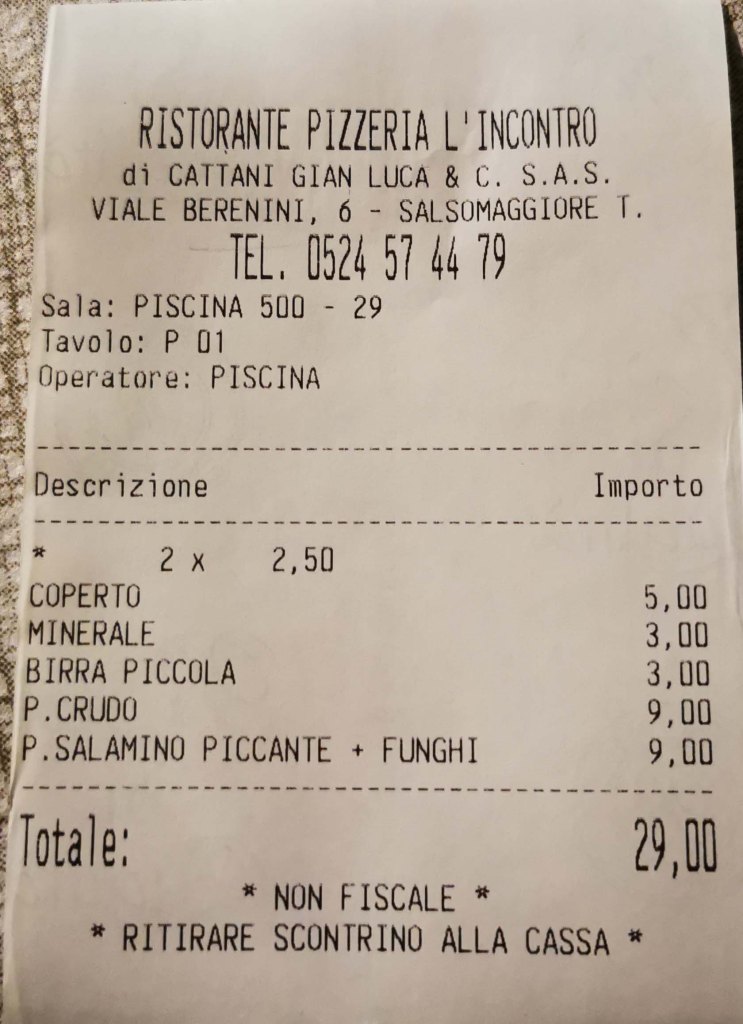 RISTORANTE PIZZERIA L'INCONTRO
di CATTANI GIAN LUCA & C. S.A.S.
VIALE BERENINI, 6 - SALSOMAGGIORE T.
TEL. 0524 57 44 79
Sala: PISCINA 500 - 29
Tavolo: P 01
Operatore: PISCINA
Descrizione Importo
* 2 x 2,50
COPERTO 5,00
MINERALE 3,00
BIRRA PICCOLA 3,00
P.CRUDO 9,00
P.SALAMINO PICCANTE + FUNGHI 9,00
Totale: 29,00
* NON FISCALE *
* RITIRARE SCONTRINO ALLA CASSA *